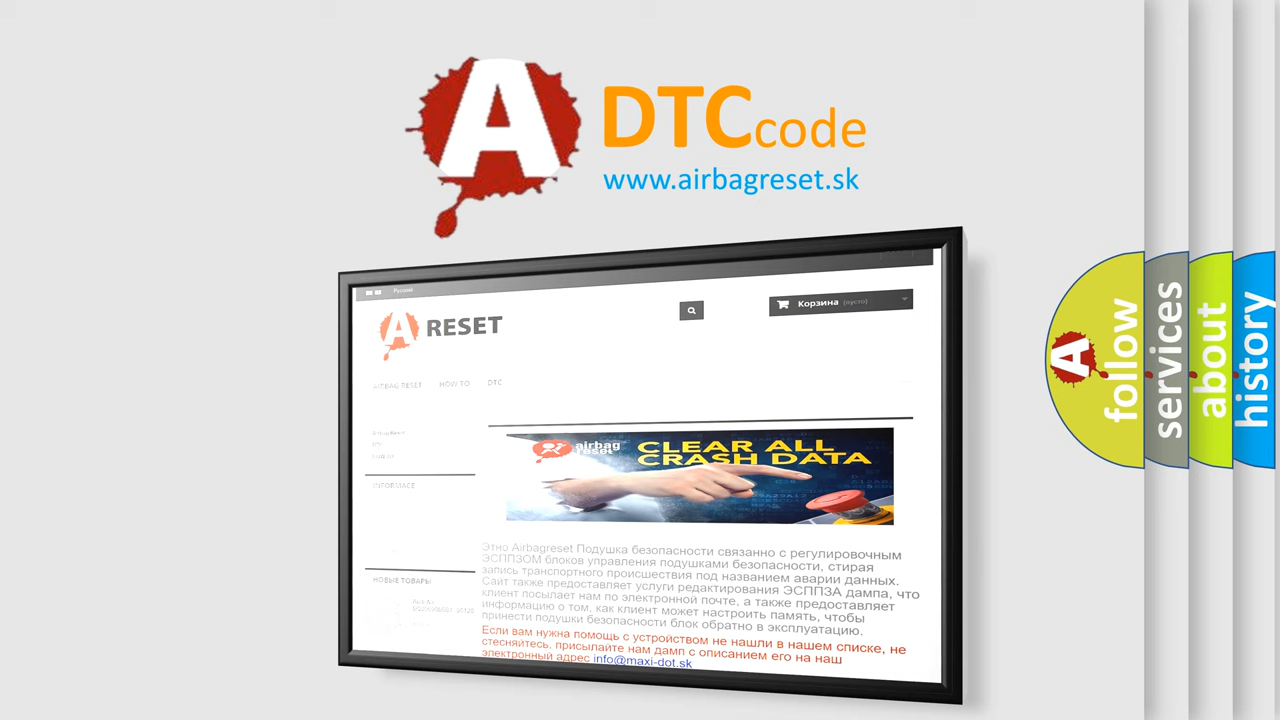 A
DTC code
www.airbagreset.sk
Русский
A RESET
Корзина (пусто)
AIRBAG RESET HOW TO DTC
airbag reset
CLEAR ALL
CRASH DATA
INFORMACE
Этно Airbagreset Подушка безопасности связанно с регулировочным
ЭСППЗОМ блоков управления подушками безопасности, стирая
запись транспортного происшествия под названием аварии данных.
Сайт также предоставляет услуги редактирования ЭСППЗА дампа, что
клиент посылает нам по электронной почте, а также предоставляет
информацию о том, как клиент может настроить память, чтобы
принести подушки безопасности блок обратно в эксплуатацию.
Если вам нужна помощь с устройством не нашли в нашем списке, не
стесняйтесь, присылайте нам дамп с описанием его на наш
электронный адрес info@maxi-dot.sk
НОВЫЕ ТОВАРЫ
A
follow
services
about
history